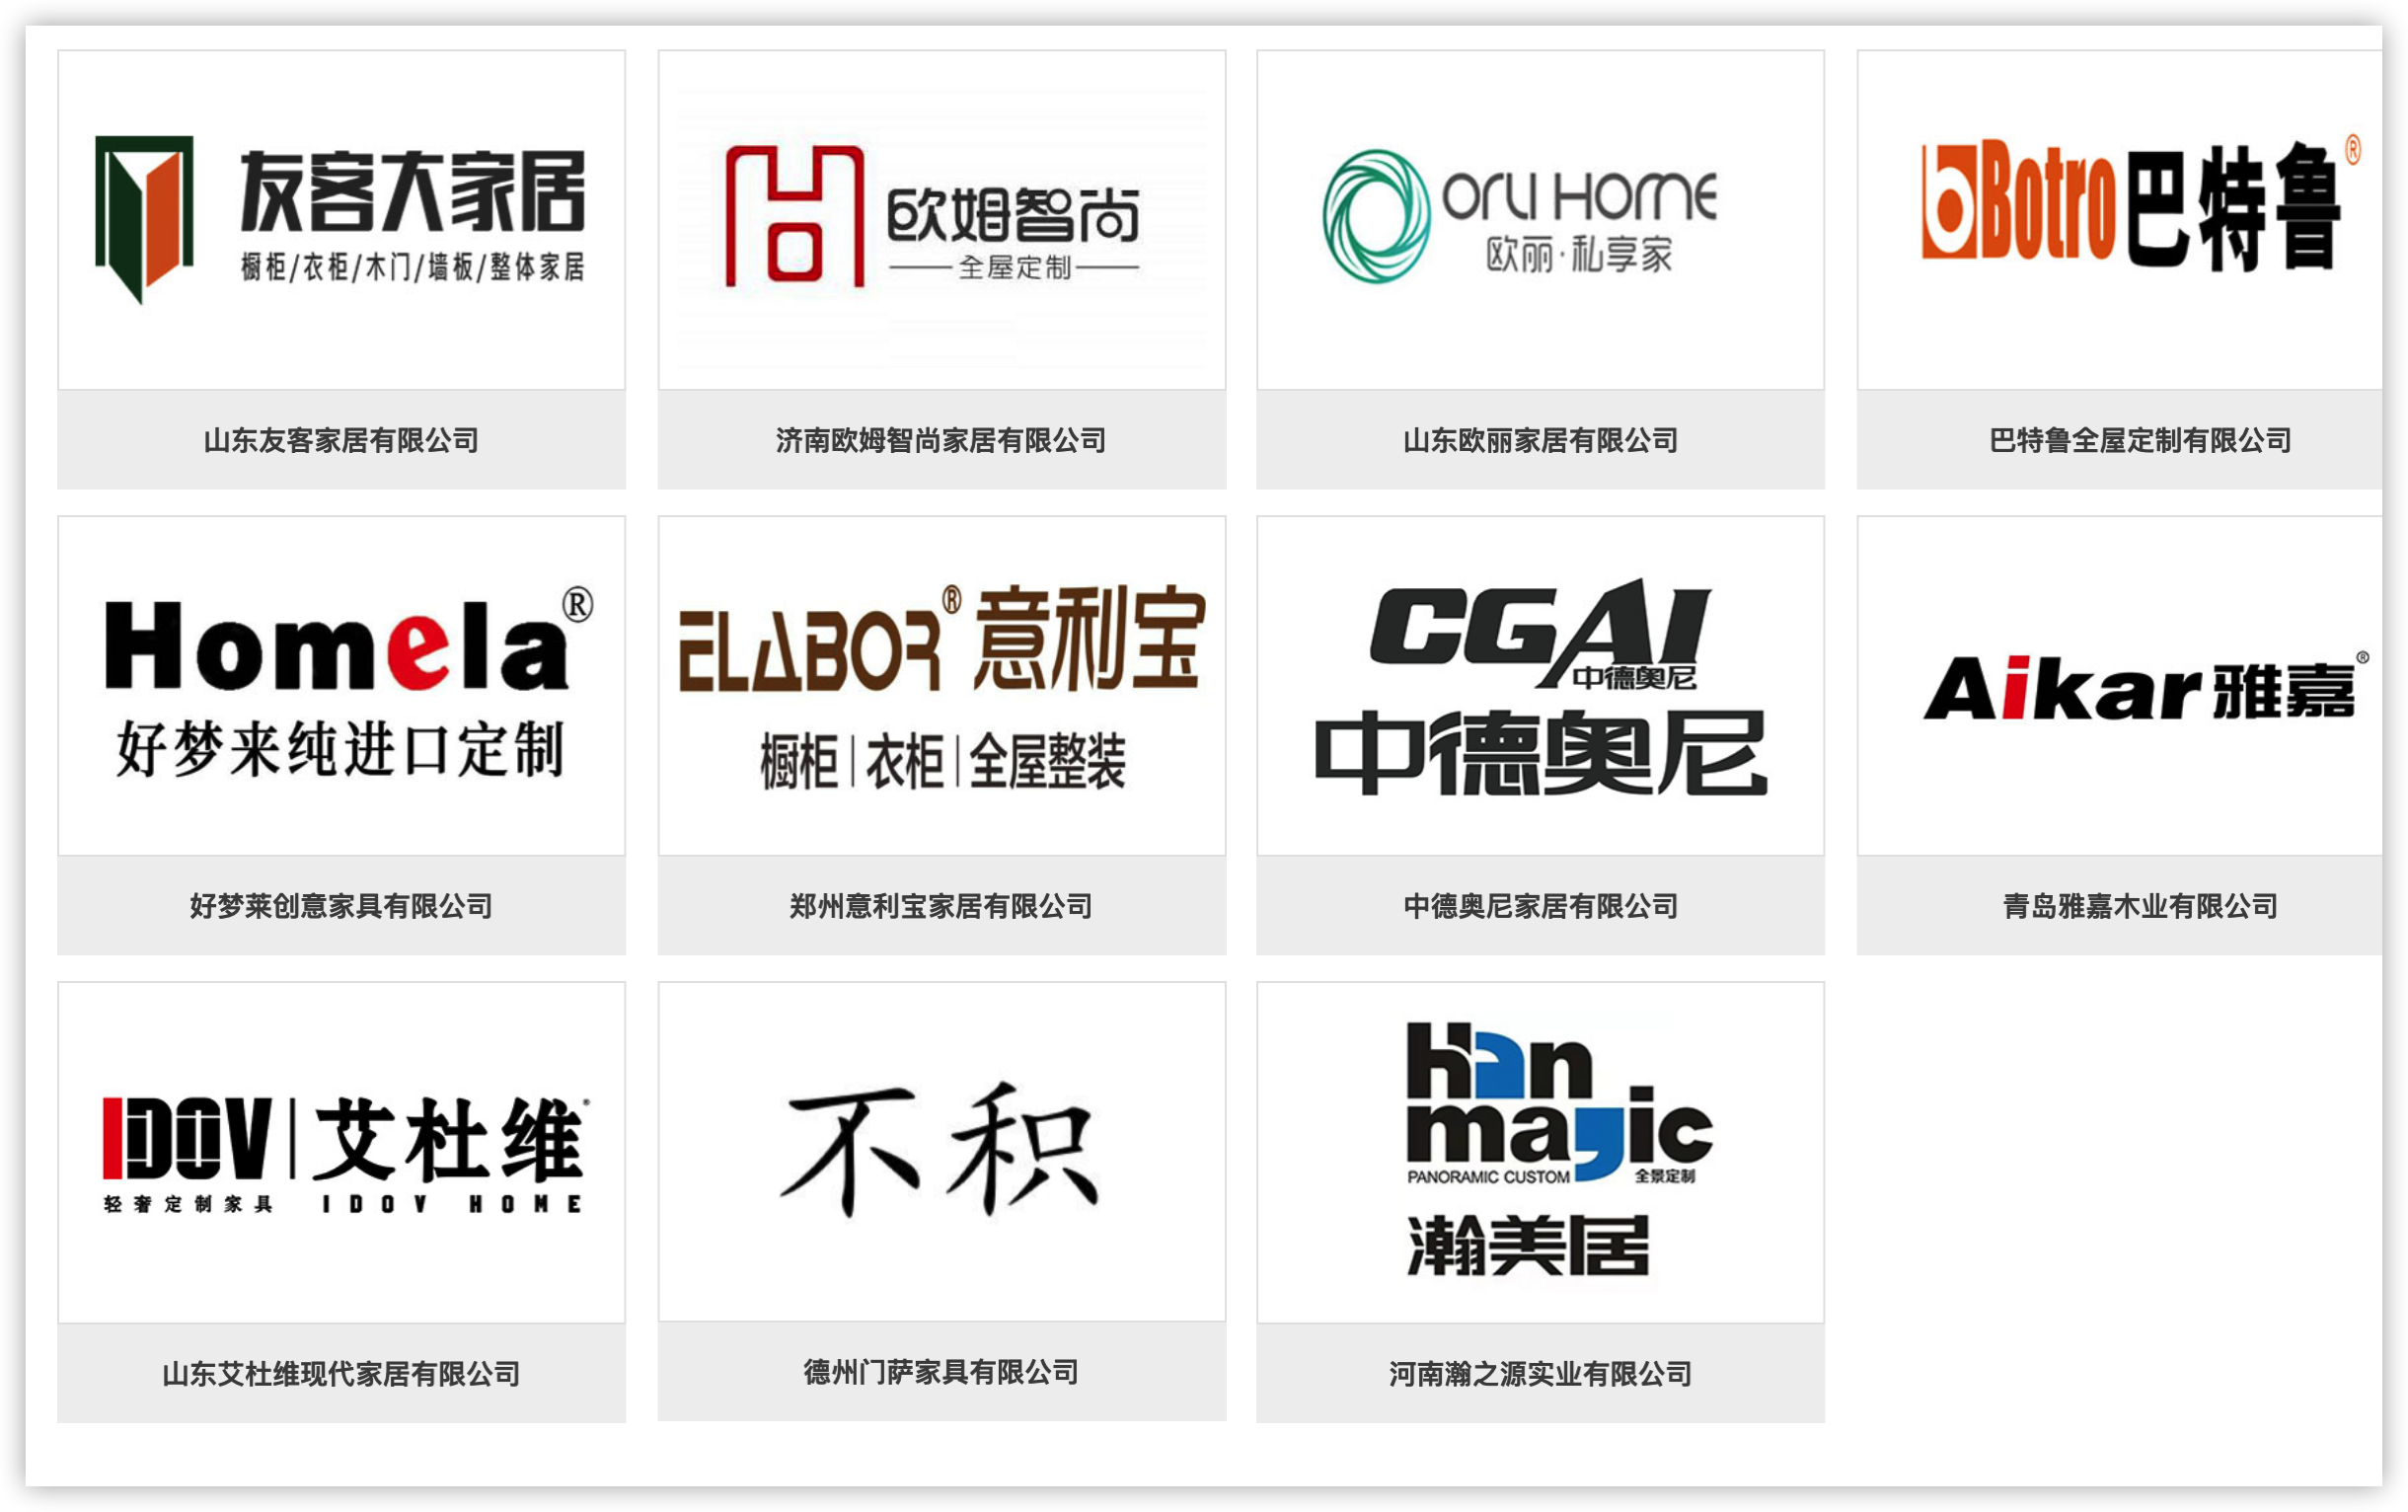 友客大家居
橱柜/衣柜/木门/墙板/整体家居
山东友客家居有限公司
欧姆智尚
全屋定制
济南欧姆智尚家居有限公司
ORLI HOME
欧丽·私享家
山东欧丽家居有限公司
b Botro 巴特鲁®
巴特鲁全屋定制有限公司
Homela®
好梦来纯进口定制
好梦莱创意家具有限公司
ELABOR® 意利宝
橱柜|衣柜|全屋整装
郑州意利宝家居有限公司
CGAI
中德奥尼
中德奥尼
中德奥尼家居有限公司
Aikar 雅嘉®
青岛雅嘉木业有限公司
IDOV|艾杜维
轻奢定制家具 IDOV HOME
山东艾杜维现代家居有限公司
不积
德州门萨家具有限公司
Han
magic
PANORAMIC CUSTOM 全景定制
瀚美居
河南瀚之源实业有限公司